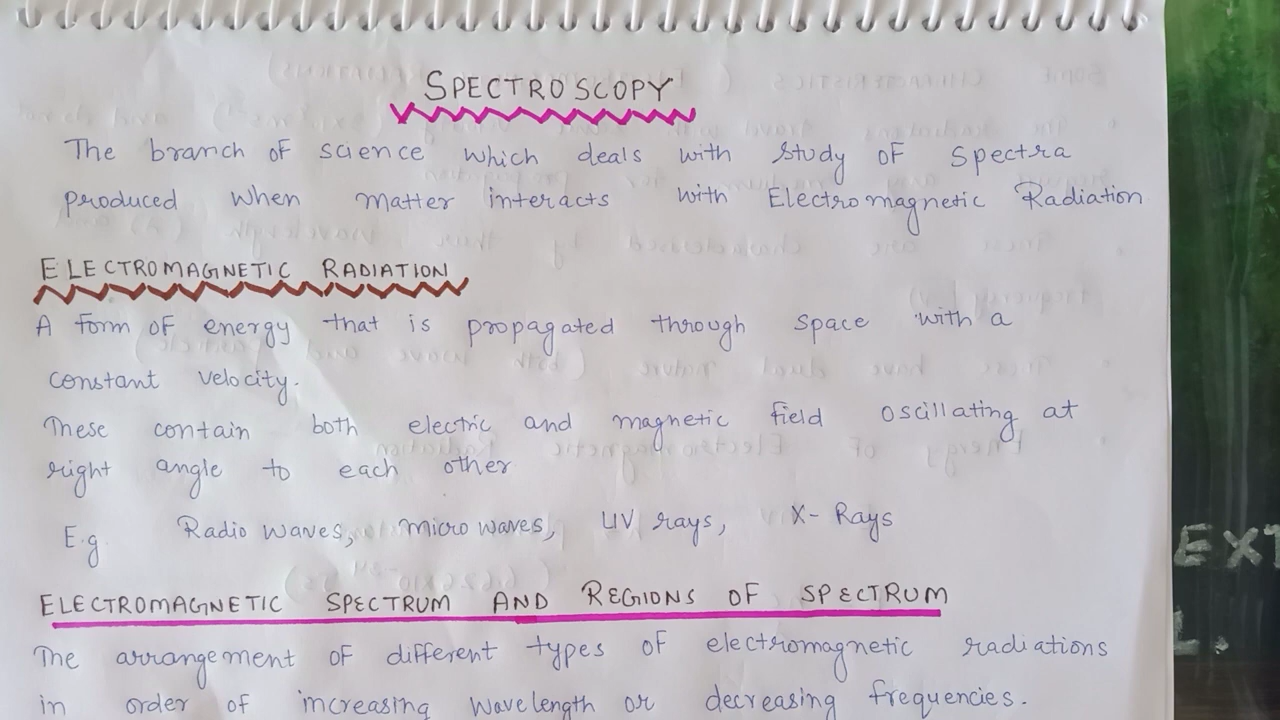 SPECTROSCOPY
The branch of science which deals with study of Spectra
produced when matter interacts with Electromagnetic Radiation
ELECTROMAGNETIC RADIATION
A form of energy that is propagated through space with a
constant velocity.
These contain both electric and magnetic field oscillating at
right angle to each other
E.g Radio waves, micro waves, UV rays, X- Rays
ELECTROMAGNETIC SPECTRUM AND REGIONS OF SPECTRUM
The arrangement of different types of electromagnetic radiations
in order of increasing wavelength or decreasing frequencies.
EXT